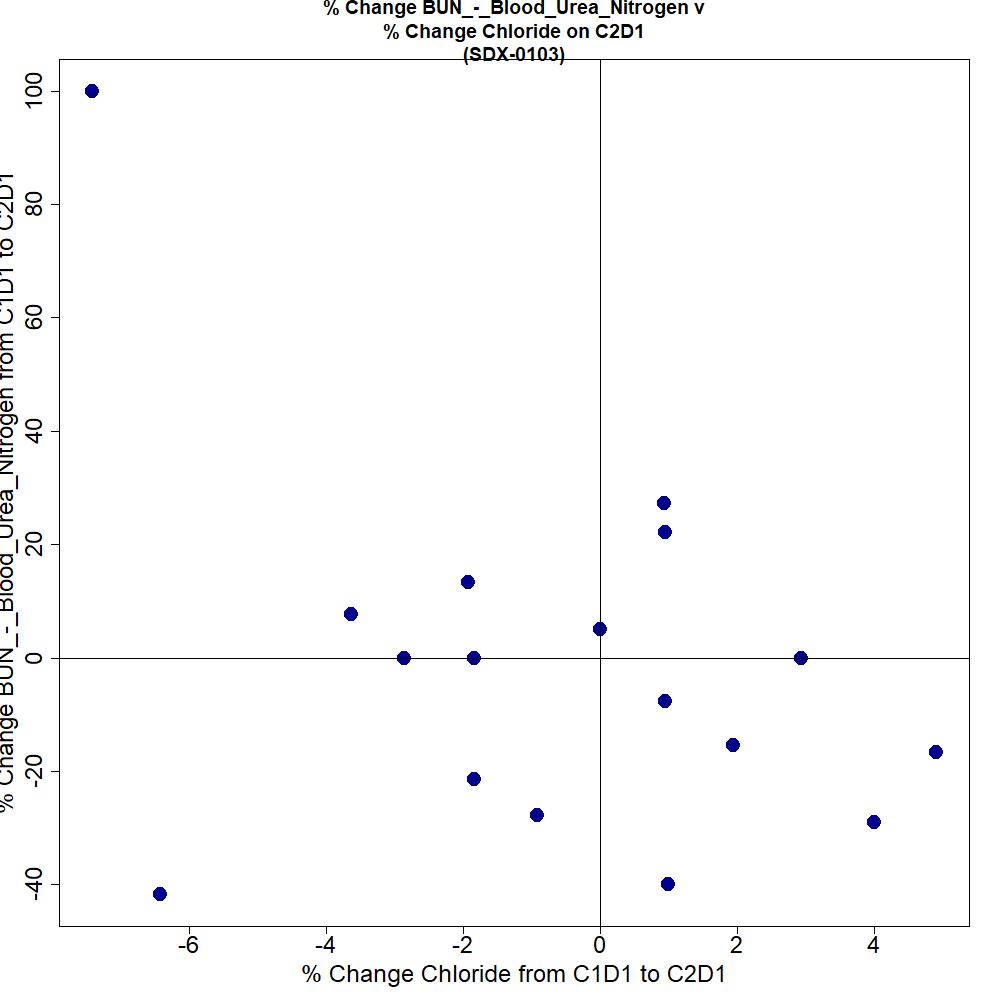 % Change BUN_-_Blood_Urea_Nitrogen v
% Change Chloride on C2D1
(SDX-0103)
% Change BUN_-_Blood_Urea_Nitrogen from C1D1 to C2D1
100
80
60
40
20
0
-20
-40
-6
-4
-2
0
2
4
% Change Chloride from C1D1 to C2D1